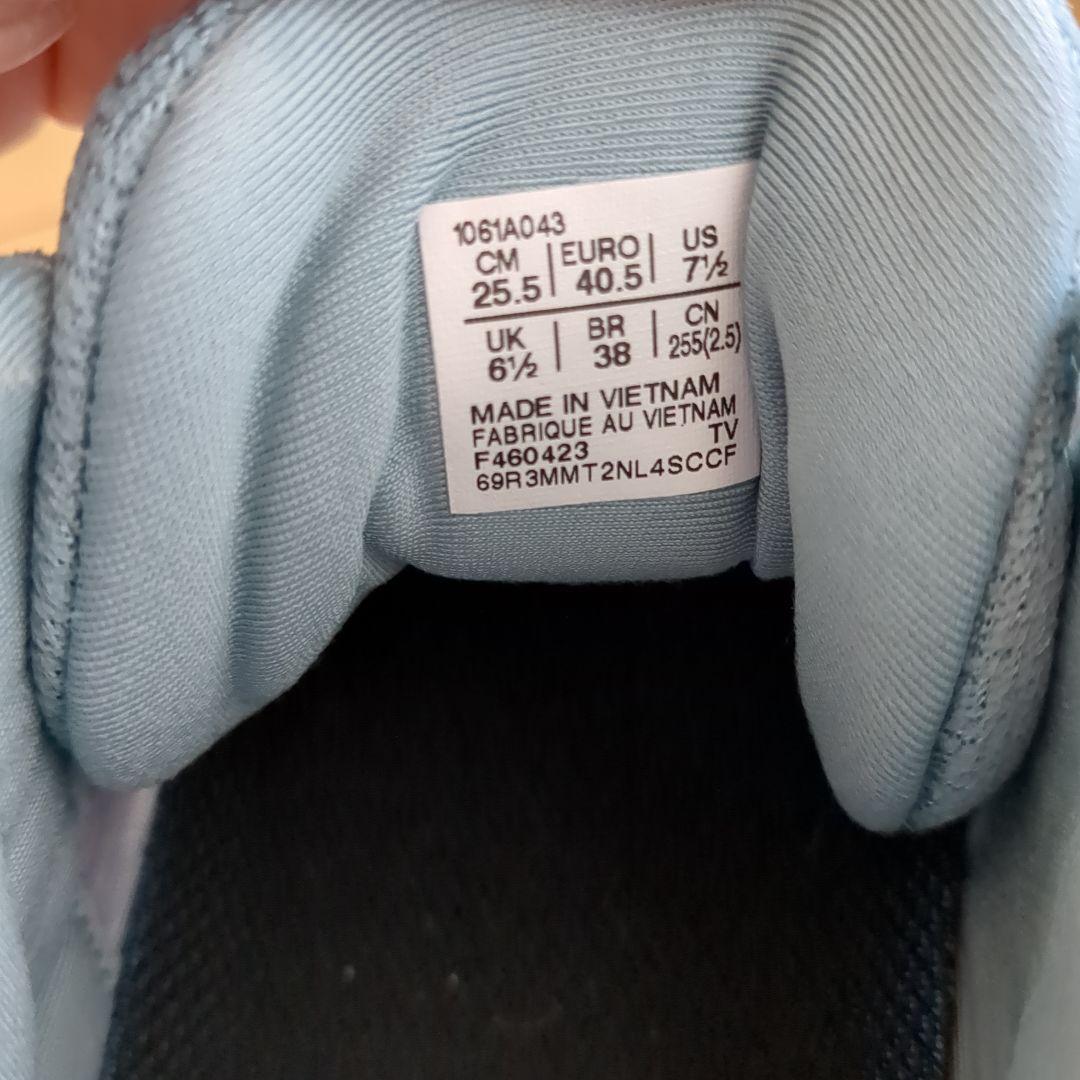 1061A043
CM | EURO | US
25.5 | 40.5 | 7½
UK | BR | CN
6½ | 38 | 255(2.5)
MADE IN VIETNAM
FABRIQUE AU VIETNAM
F460423 TV
69R3MMT2NL4SCCF